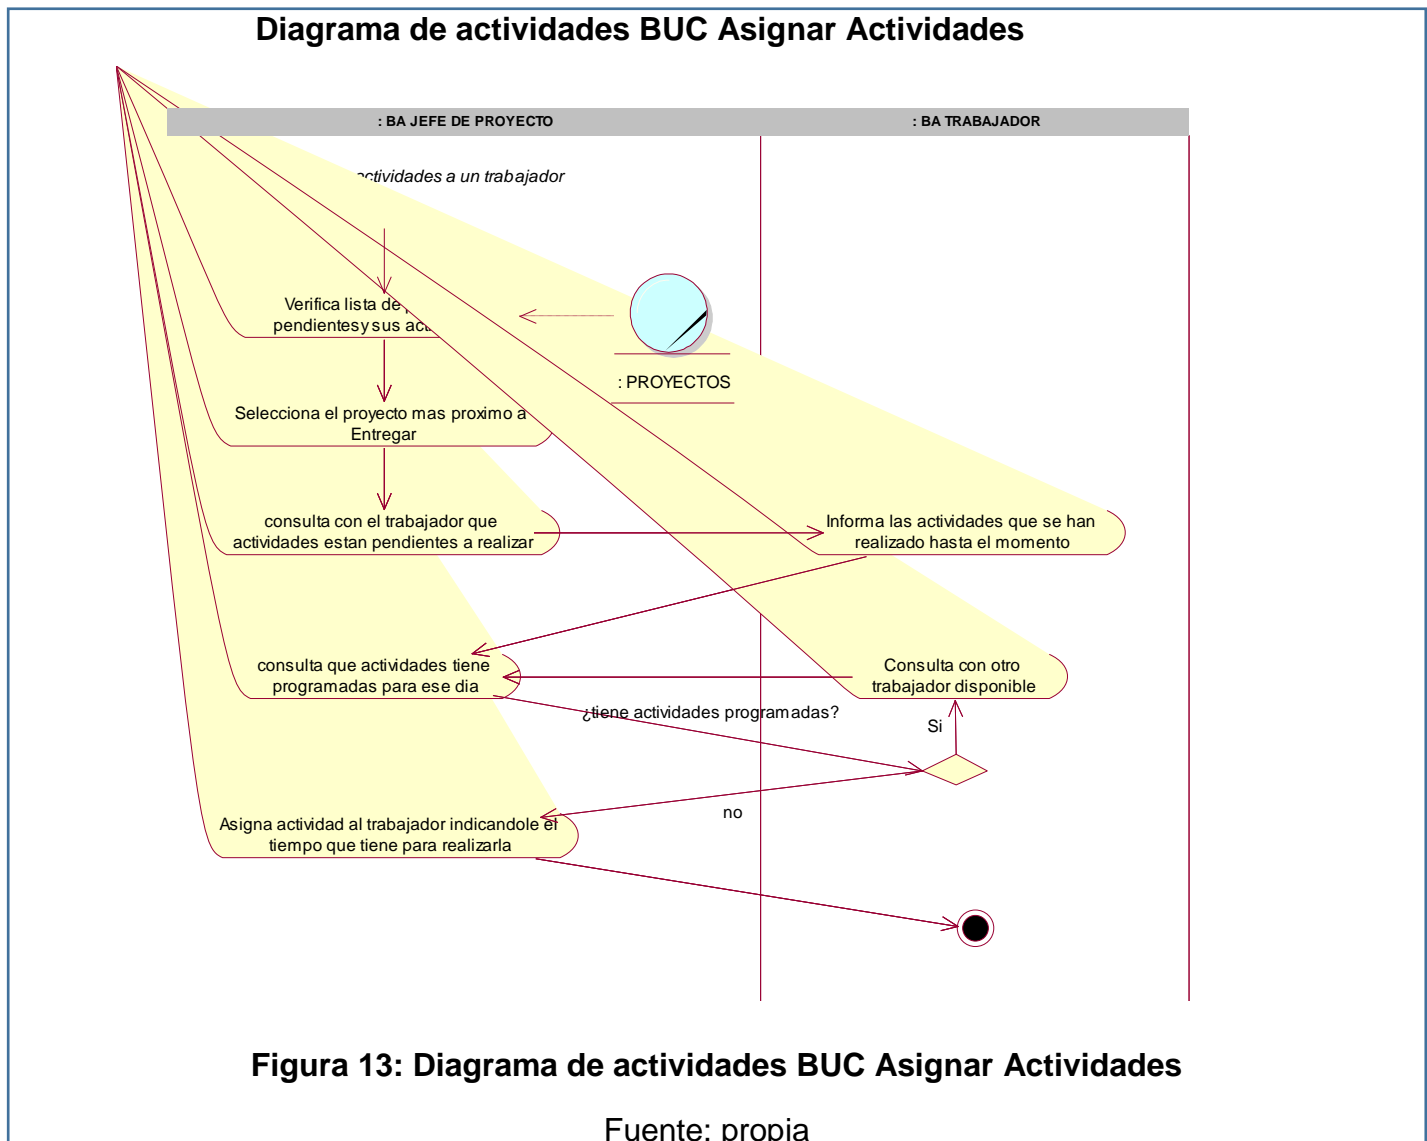 Diagrama de actividades BUC Asignar Actividades
: BA JEFE DE PROYECTO
: BA TRABAJADOR
actividades a un trabajador
Verifica lista de
pendientes y sus
: PROYECTOS
Selecciona el proyecto mas proximo a
Entregar
consulta con el trabajador que
actividades estan pendientes a realizar
Informa las actividades que se han
realizado hasta el momento
consulta que actividades tiene
programadas para ese dia
Consulta con otro
trabajador disponible
¿tiene actividades programadas?
Si
no
Asigna actividad al trabajador indicandole el
tiempo que tiene para realizarla
Figura 13: Diagrama de actividades BUC Asignar Actividades
Fuente: propia